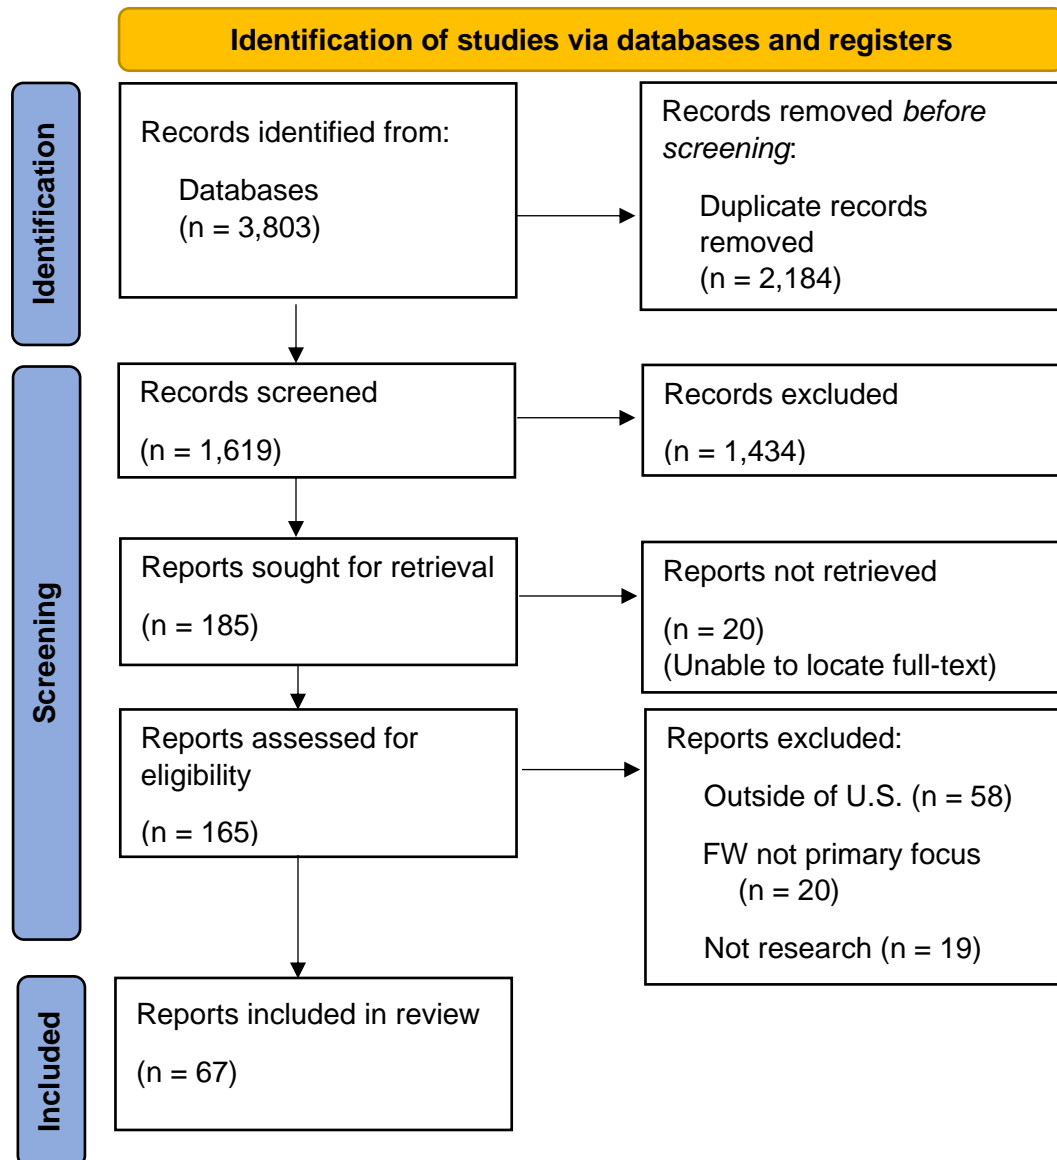 Identification of studies via databases and registers
Identification
Records identified from:
Databases
(n = 3,803)
Records removed before
screening:
Duplicate records
removed
(n = 2,184)
Screening
Records screened
(n = 1,619)
Records excluded
(n = 1,434)
Reports sought for retrieval
(n = 185)
Reports not retrieved
(n = 20)
(Unable to locate full-text)
Reports assessed for
eligibility
(n = 165)
Reports excluded:
Outside of U.S. (n = 58)
FW not primary focus
(n = 20)
Not research (n = 19)
Included
Reports included in review
(n = 67)